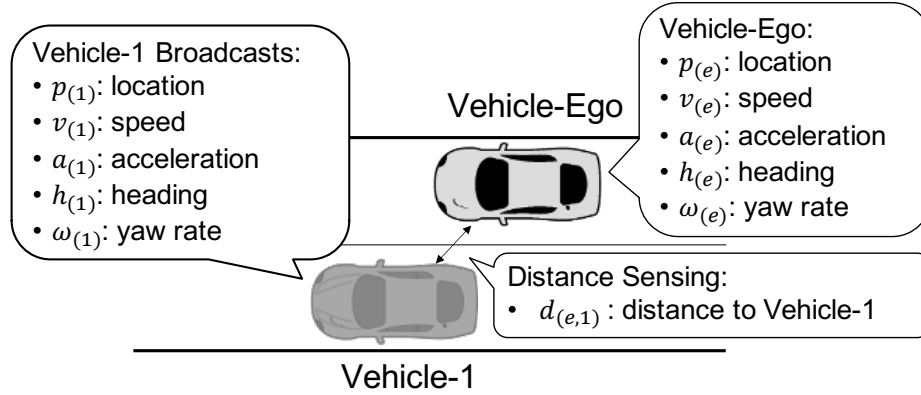 Vehicle-1 Broadcasts:
• p(1): location
• v(1): speed
• a(1): acceleration
• h(1): heading
• ω(1): yaw rate
Vehicle-Ego
Vehicle-Ego:
• p(e): location
• v(e): speed
• a(e): acceleration
• h(e): heading
• ω(e): yaw rate
Distance Sensing:
• d(e,1) : distance to Vehicle-1
Vehicle-1